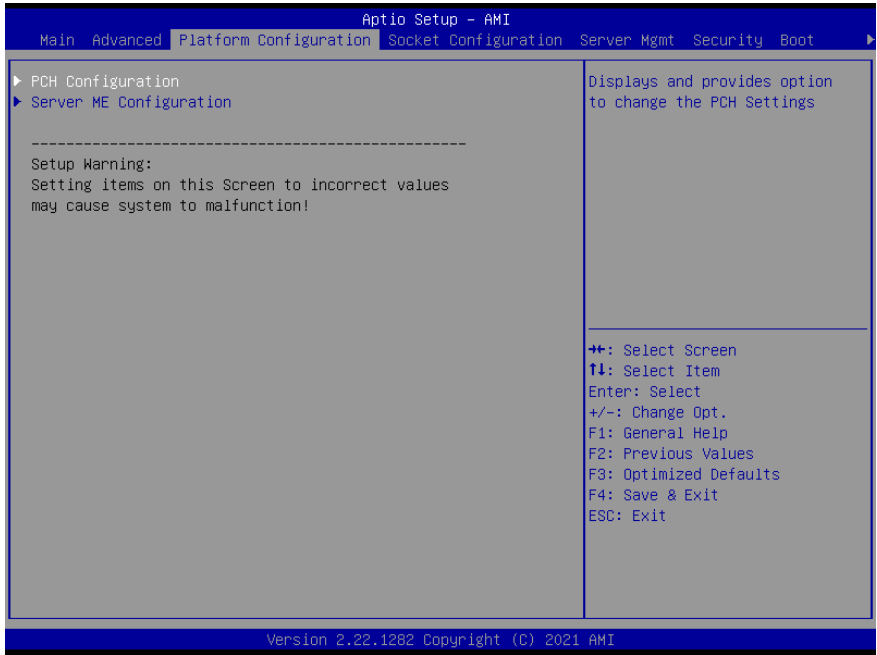 Aptio Setup – AMI
Main Advanced Platform Configuration Socket Configuration Server Mgmt Security Boot ▶
▶ PCH Configuration
▶ Server ME Configuration
--------------------------------------------------
Setup Warning:
Setting items on this Screen to incorrect values
may cause system to malfunction!
Displays and provides option
to change the PCH Settings
→←: Select Screen
↑↓: Select Item
Enter: Select
+/-: Change Opt.
F1: General Help
F2: Previous Values
F3: Optimized Defaults
F4: Save & Exit
ESC: Exit
Version 2.22.1282 Copyright (C) 2021 AMI